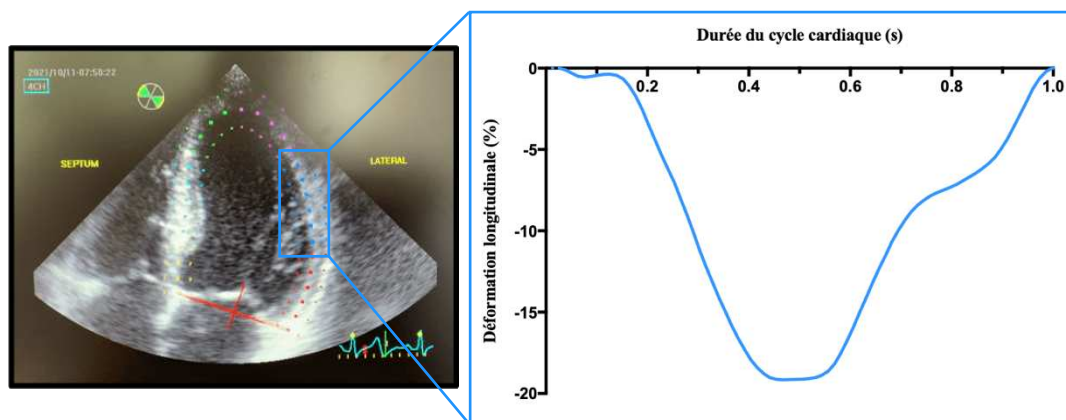 2021/10/11-07:50:22
4CH
SEPTUM
LATERAL
Durée du cycle cardiaque (s)
0
0.2
0.4
0.6
0.8
1.0
-5
-10
-15
-20
Déformation longitudinale (%)